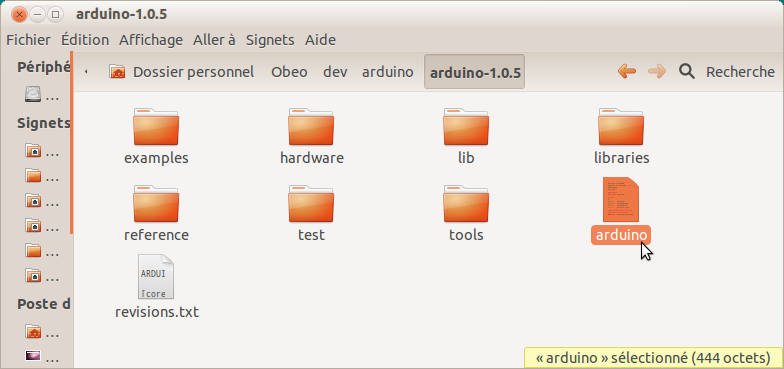 arduino-1.0.5
Fichier Édition Affichage Aller à Signets Aide
Périphé
...
Signets
...
...
...
...
...
...
Poste d
...
...
Dossier personnel Obeo dev arduino arduino-1.0.5 Recherche
examples hardware lib libraries
reference test tools arduino
ARDUI
[core
revisions.txt
« arduino » sélectionné (444 octets)